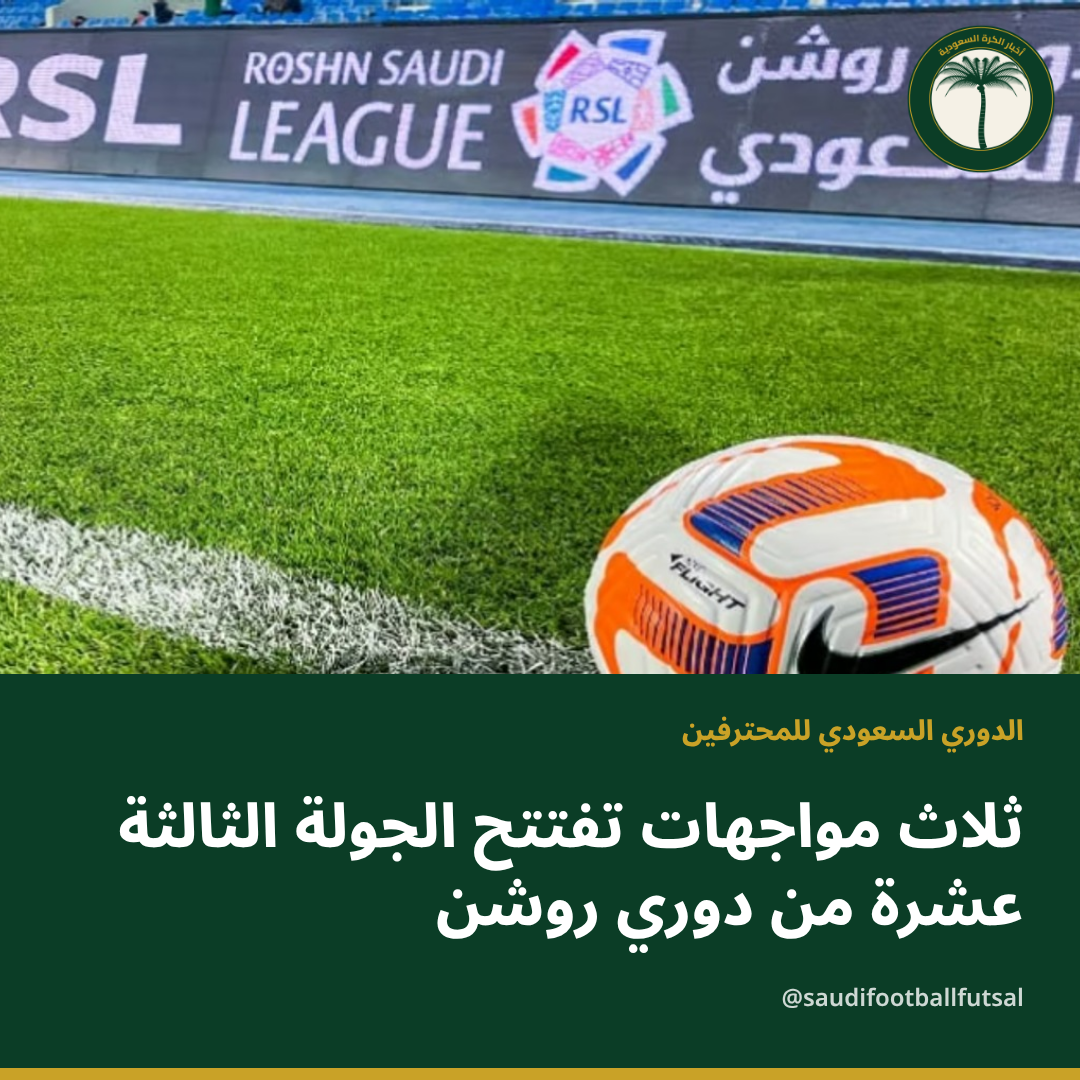 RSL
ROSHN SAUDI
LEAGUE
RSL
روشن
أخبار الكرة السعودية
FLIGHT
الدوري السعودي للمحترفين
ثلاث مواجهات تفتتح الجولة الثالثة
عشرة من دوري روشن
@saudifootballfutsal